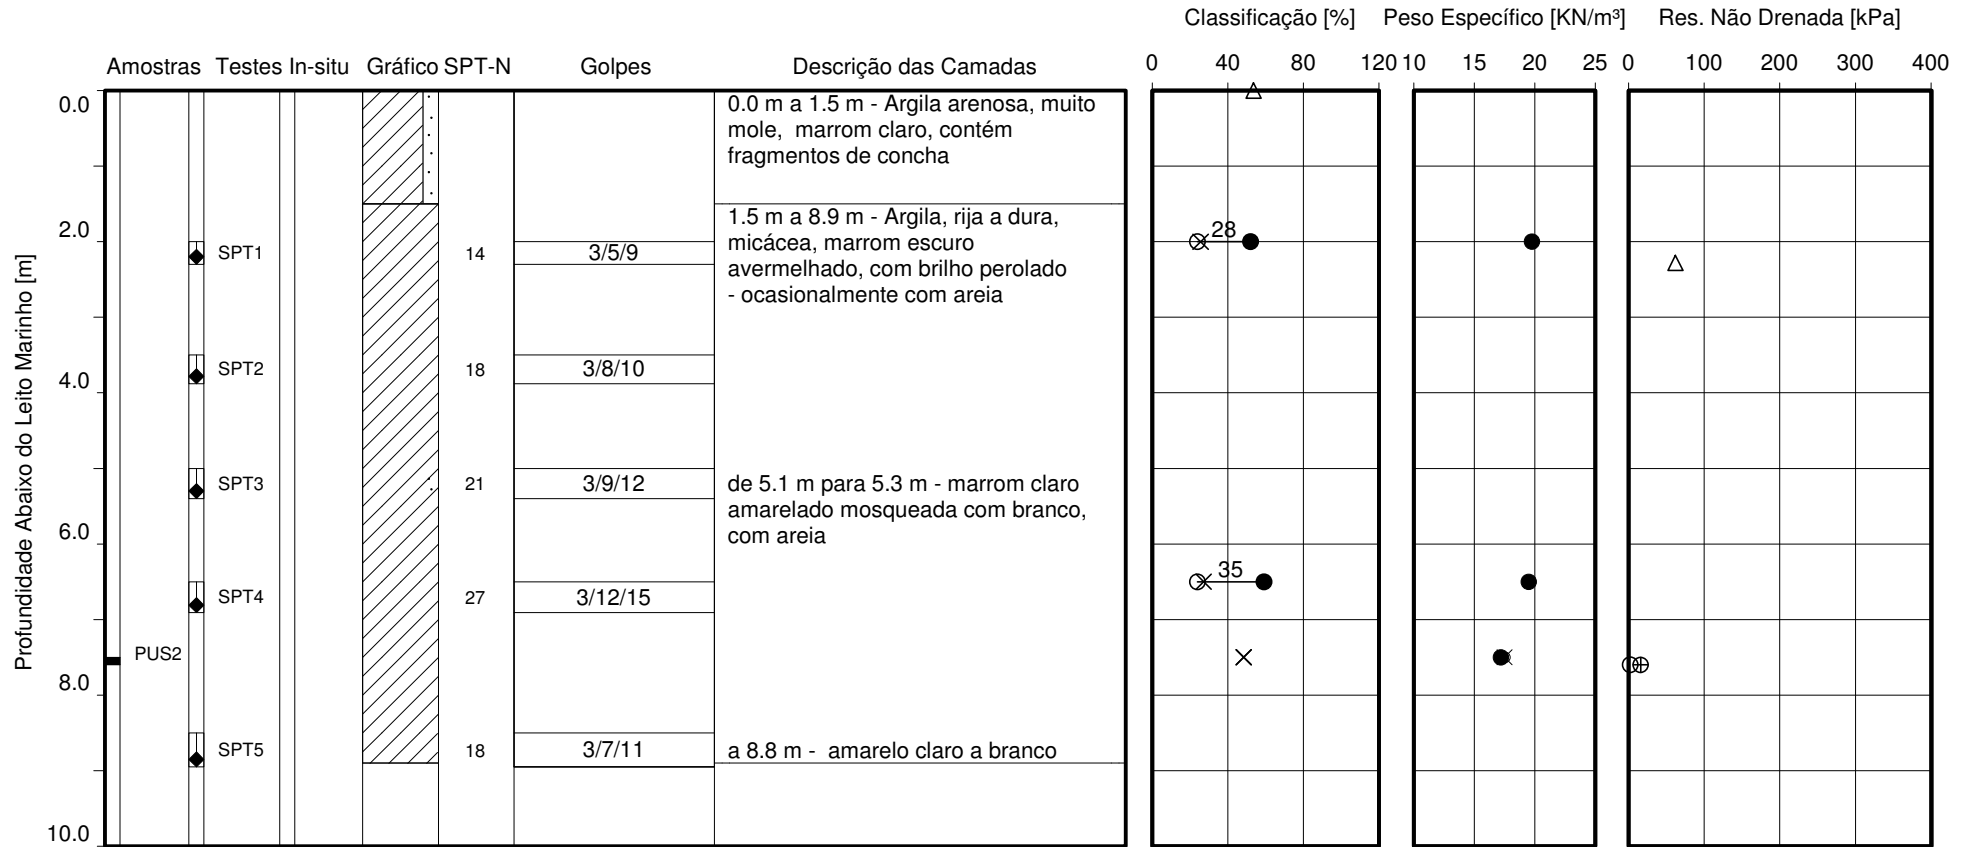 Classificação [%] Peso Específico [KN/m³] Res. Não Drenada [kPa]
Amostras Testes In-situ Gráfico SPT-N Golpes Descrição das Camadas
0 40 80 120 10 15 20 25 0 100 200 300 400
Profundidade Abaixo do Leito Marinho [m]
0.0
0.0 m a 1.5 m - Argila arenosa, muito
mole, marrom claro, contém
fragmentos de concha
1.5 m a 8.9 m - Argila, rija a dura,
2.0
micácea, marrom escuro
28
SPT1 14 3/5/9
avermelhado, com brilho perolado
- ocasionalmente com areia
SPT2 18 3/8/10
4.0
SPT3 21 3/9/12 de 5.1 m para 5.3 m - marrom claro
amarelado mosqueada com branco,
6.0
com areia
35
SPT4 27 3/12/15
PUS2
8.0
SPT5 18 3/7/11 a 8.8 m - amarelo claro a branco
10.0